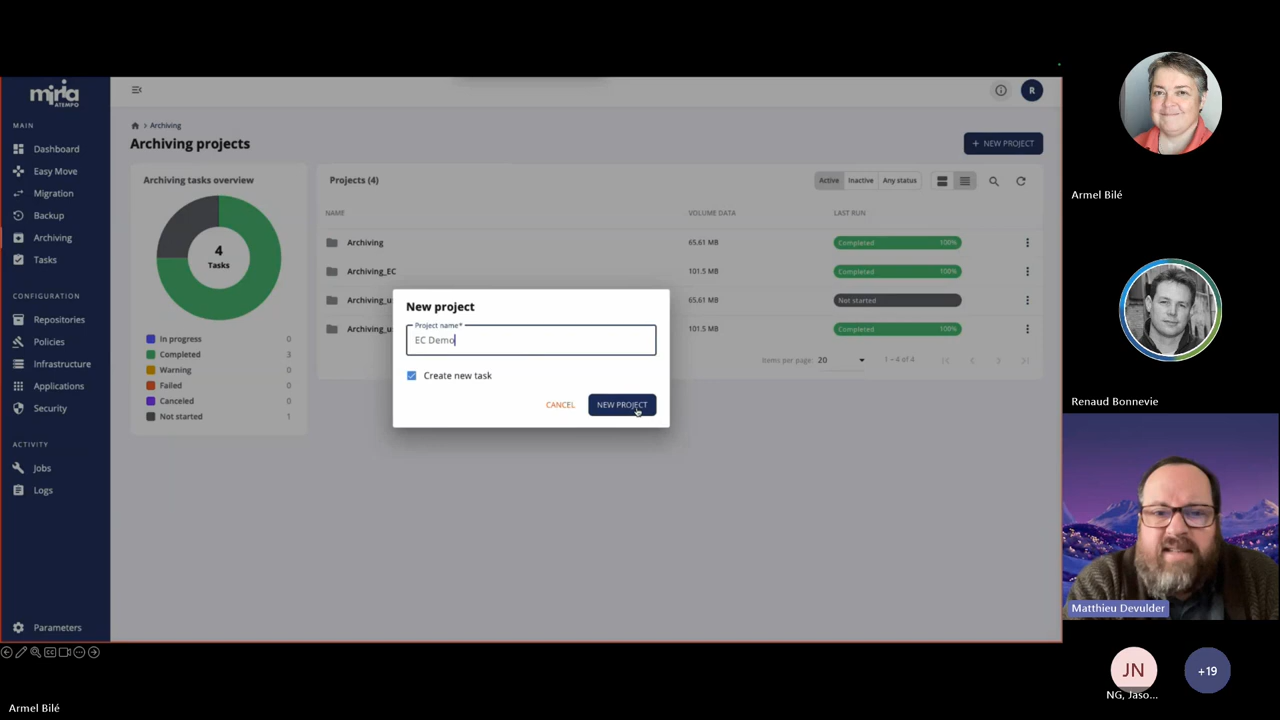 miria
ATEMPO
MAIN
Dashboard
Easy Move
Migration
Backup
Archiving
Tasks
CONFIGURATION
Repositories
Policies
Infrastructure
Applications
Security
ACTIVITY
Jobs
Logs
Parameters
R
> Archiving
Archiving projects
+ NEW PROJECT
Archiving tasks overview
4
Tasks
In progress 0
Completed 3
Warning 0
Failed 0
Canceled 0
Not started 1
Projects (4)
Active Inactive Any status
NAME VOLUME DATA LAST RUN
Archiving 65.61 MB Completed 100%
Archiving_EC 101.5 MB Completed 100%
Archiving_u 65.61 MB Not started
Archiving_u 101.5 MB Completed 100%
Items per page: 20 1 – 4 of 4
New project
Project name*
EC Demo
Create new task
CANCEL NEW PROJECT
Armel Bilé
Renaud Bonnevie
Matthieu Devulder
JN
NG, Jaso...
+19
Armel Bilé